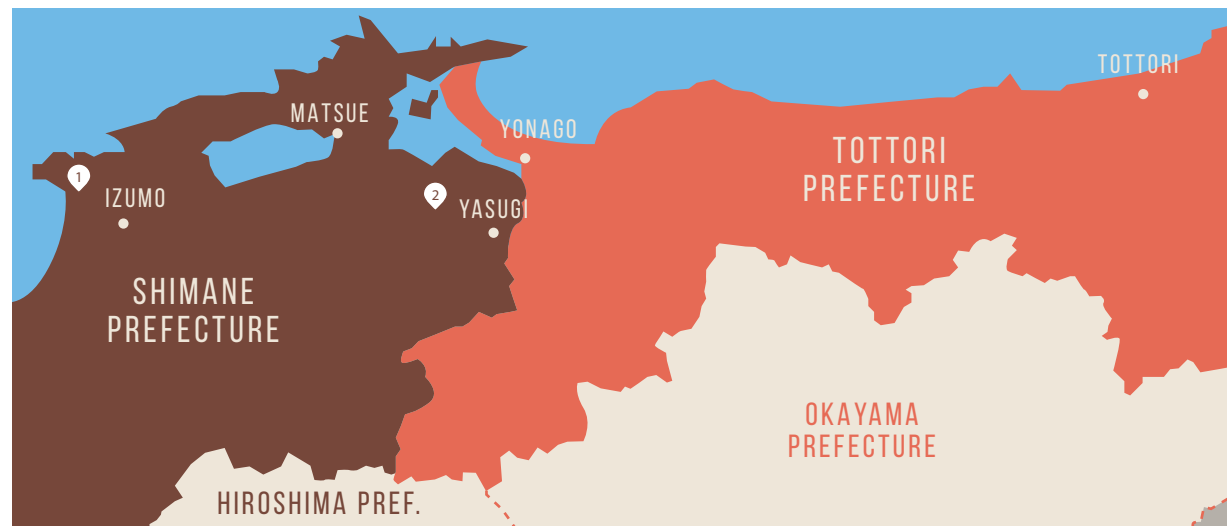 TOTTORI
MATSUE
YONAGO
TOTTORI
PREFECTURE
1
2
IZUMO
YASUGI
SHIMANE
PREFECTURE
OKAYAMA
PREFECTURE
HIROSHIMA PREF.